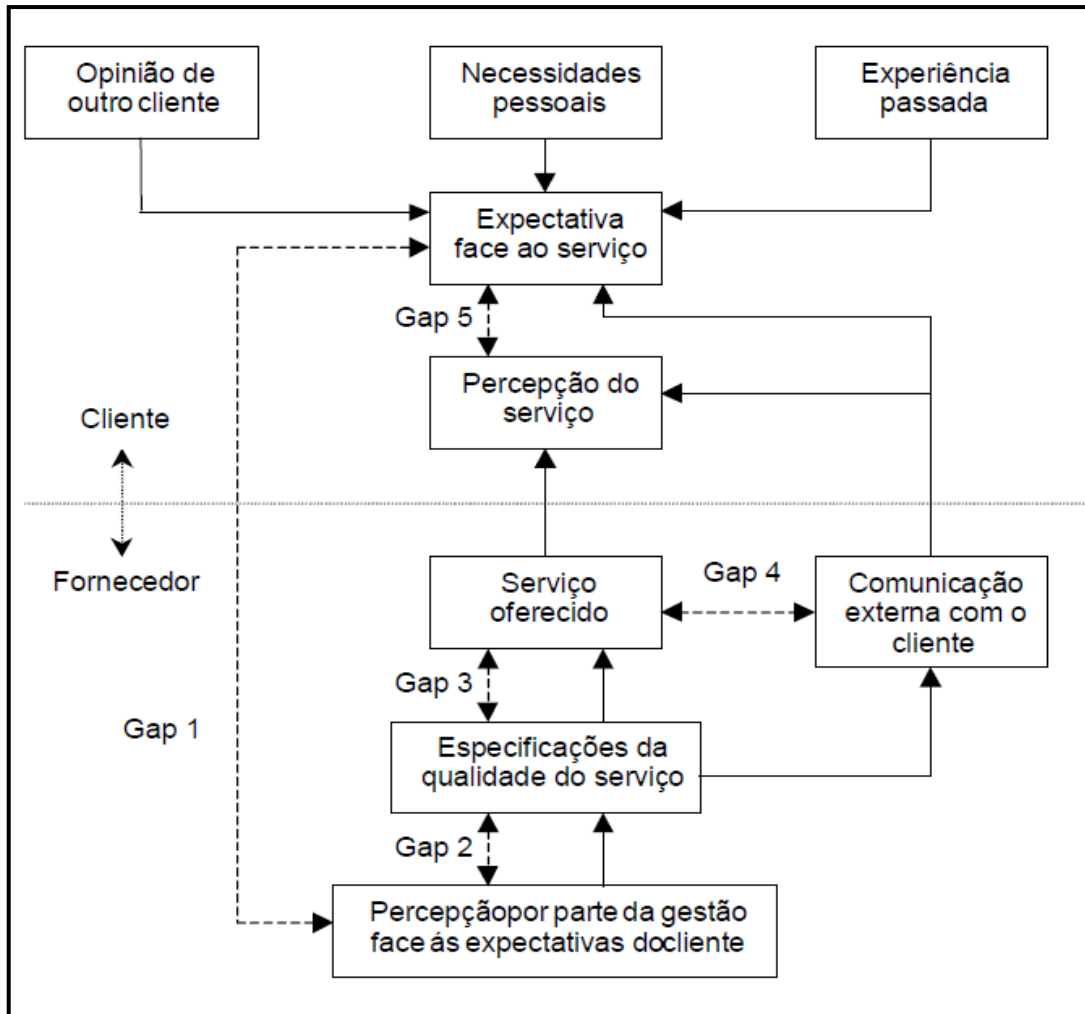 Opinião de
outro cliente
Necessidades
pessoais
Experiência
passada
Expectativa
face ao serviço
Gap 5
Percepção do
serviço
Cliente
Fornecedor
Serviço
oferecido
Gap 4
Comunicação
externa com o
cliente
Gap 3
Gap 1
Especificações da
qualidade do serviço
Gap 2
Percepçãopor parte da gestão
face ás expectativas docliente